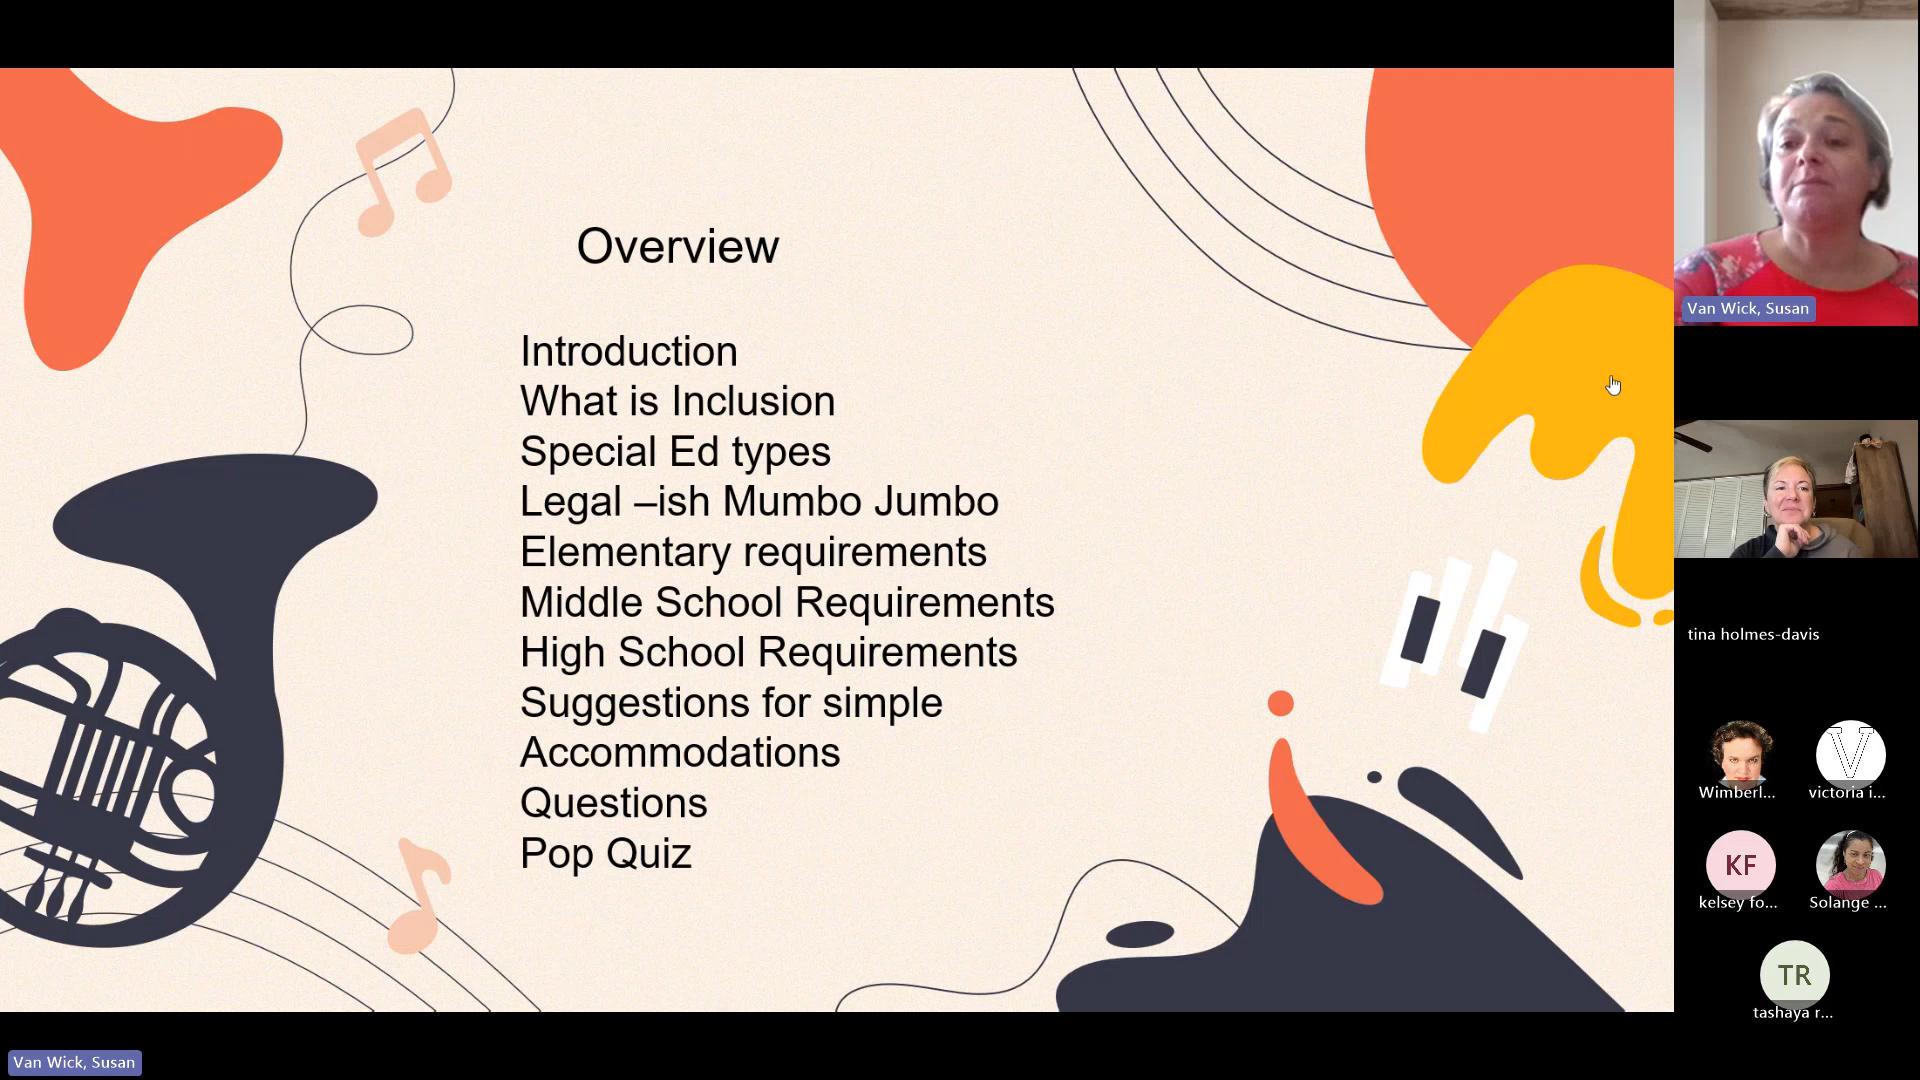 Overview
Introduction
What is Inclusion
Special Ed types
Legal –ish Mumbo Jumbo
Elementary requirements
Middle School Requirements
High School Requirements
Suggestions for simple
Accommodations
Questions
Pop Quiz
Van Wick, Susan
tina holmes-davis
Wimberl...
V
victoria i...
KF
kelsey fo...
Solange ...
TR
tashaya r...
Van Wick, Susan